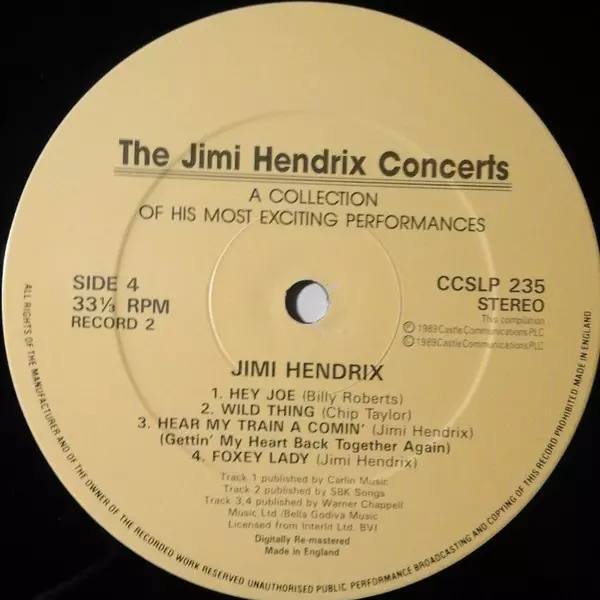 The Jimi Hendrix Concerts
A COLLECTION
OF HIS MOST EXCITING PERFORMANCES
SIDE 4
33⅓ RPM
RECORD 2
CCSLP 235
STEREO
This compilation
Ⓟ1989 Castle Communications PLC
©1989 Castle Communications PLC
JIMI HENDRIX
1. HEY JOE (Billy Roberts)
2. WILD THING (Chip Taylor)
3. HEAR MY TRAIN A COMIN' (Jimi Hendrix)
(Gettin' My Heart Back Together Again)
4. FOXEY LADY (Jimi Hendrix)
Track 1 published by Carlin Music
Track 2 published by SBK Songs
Track 3,4 published by Warner Chappell
Music Ltd /Bella Godiva Music
Licensed from Interlit Ltd. BVI
Digitally Re-mastered
Made in England
ALL RIGHTS OF THE MANUFACTURER AND OF THE OWNER OF THE RECORDED WORK RESERVED UNAUTHORISED PUBLIC PERFORMANCE BROADCASTING AND COPYING OF THIS RECORD PROHIBITED MADE IN ENGLAND